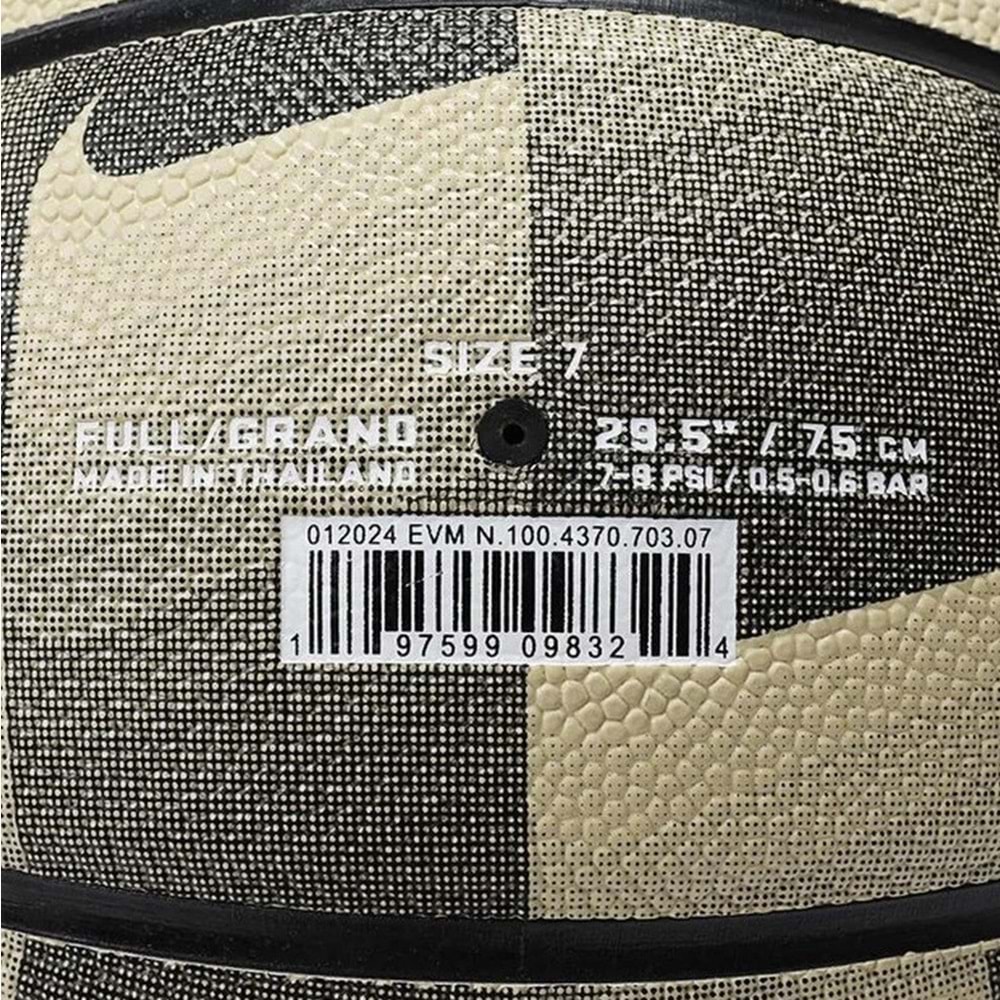 SIZE 7
FULL/GRAND
MADE IN THAILAND
29.5" / 75 CM
7-9 PSI / 0.5-0.6 BAR
012024 EVM N.100.4370.703.07
1 97599 09832 4